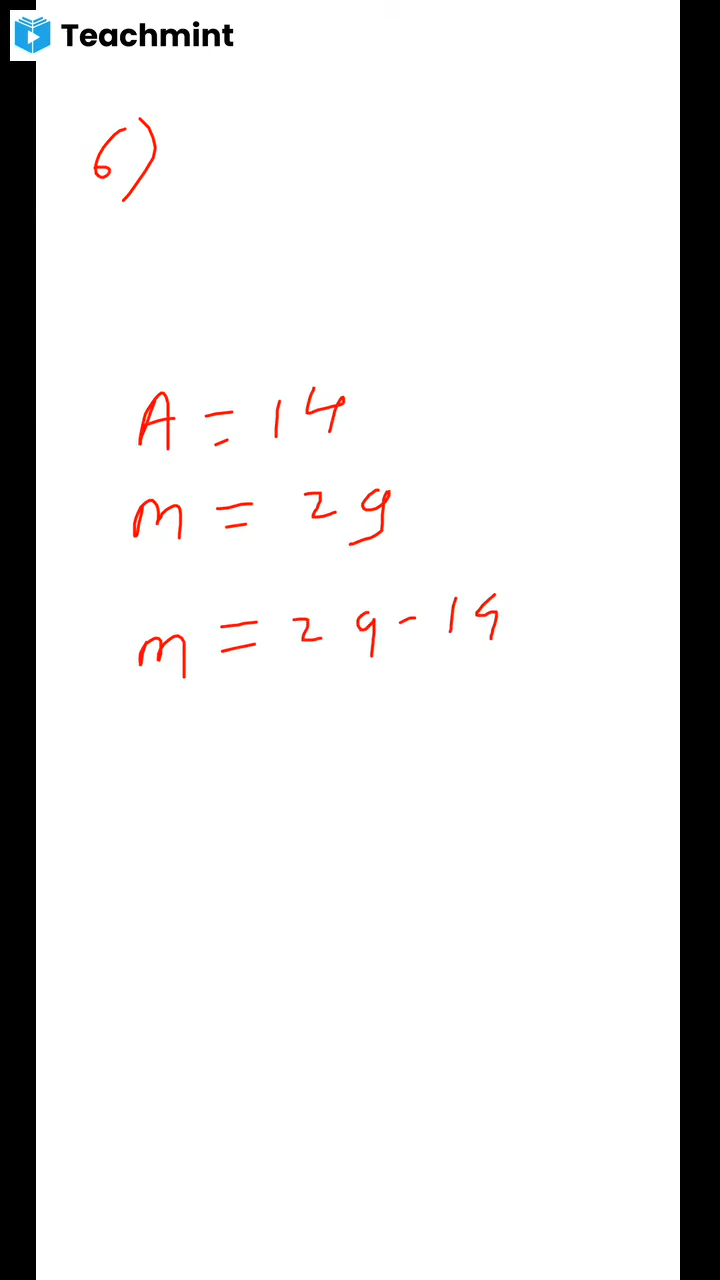 Teachmint
6)
A = 14
m = 29
m = 29 - 14